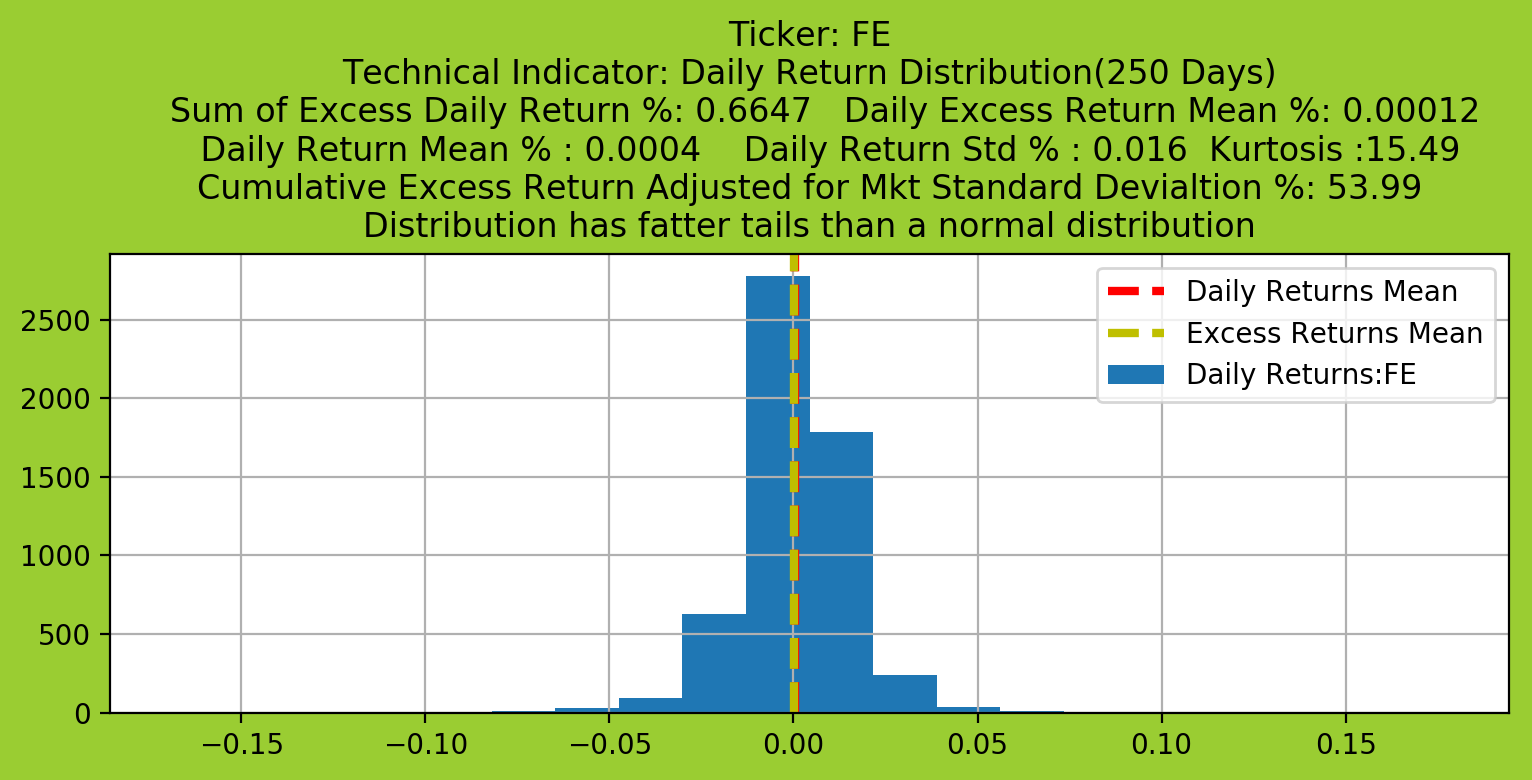 Ticker: FE
Technical Indicator: Daily Return Distribution(250 Days)
Sum of Excess Daily Return %: 0.6647   Daily Excess Return Mean %: 0.00012
Daily Return Mean % : 0.0004    Daily Return Std % : 0.016  Kurtosis :15.49
Cumulative Excess Return Adjusted for Mkt Standard Devialtion %: 53.99
Distribution has fatter tails than a normal distribution
Daily Returns Mean
Excess Returns Mean
Daily Returns:FE
2500
2000
1500
1000
500
0
−0.15 −0.10 −0.05 0.00 0.05 0.10 0.15